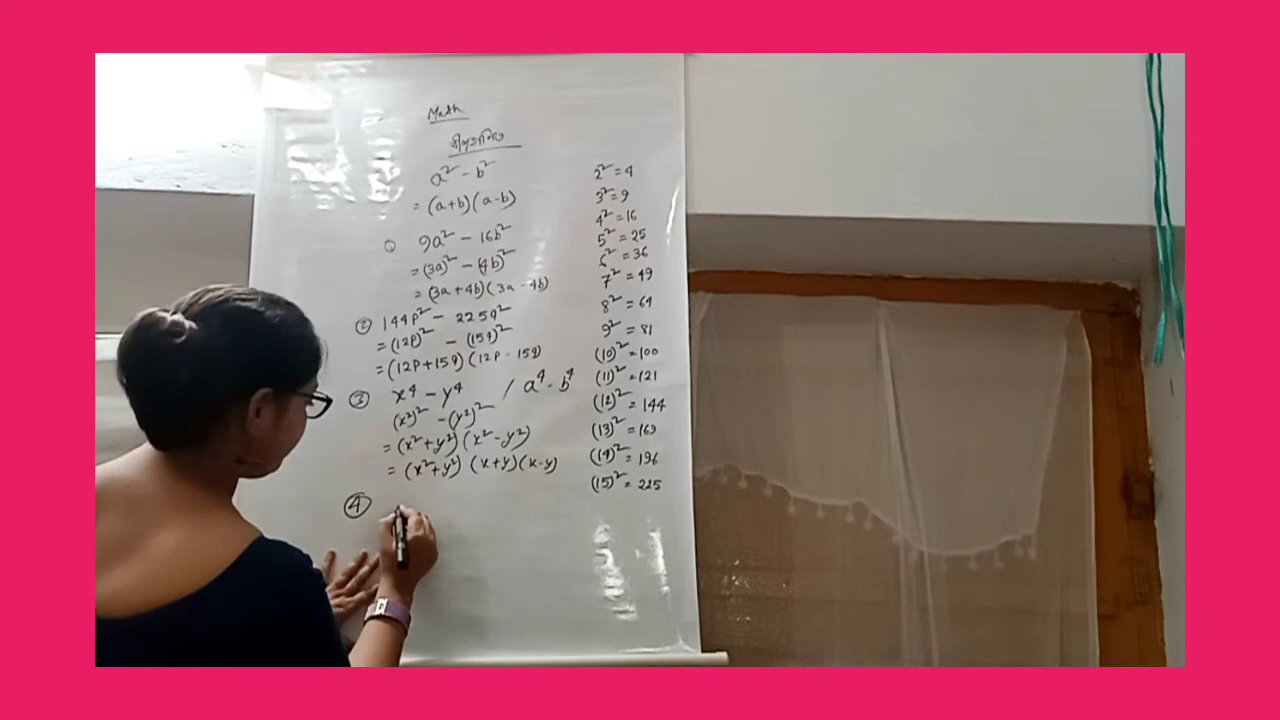 Math
বীজগণিত
a² - b²
= (a+b)(a-b)
① 9a² - 16b²
= (3a)² - (4b)²
= (3a + 4b)(3a - 4b)
② 144p² - 225q²
= (12p)² - (15q)²
= (12p+15q)(12p - 15q)
③ x⁴ - y⁴ / a⁴ - b⁴
(x²)² - (y²)²
= (x²+y²)(x² - y²)
= (x²+y²)(x+y)(x-y)
④
2² = 4
3² = 9
4² = 16
5² = 25
6² = 36
7² = 49
8² = 64
9² = 81
(10)² = 100
(11)² = 121
(12)² = 144
(13)² = 169
(14)² = 196
(15)² = 225